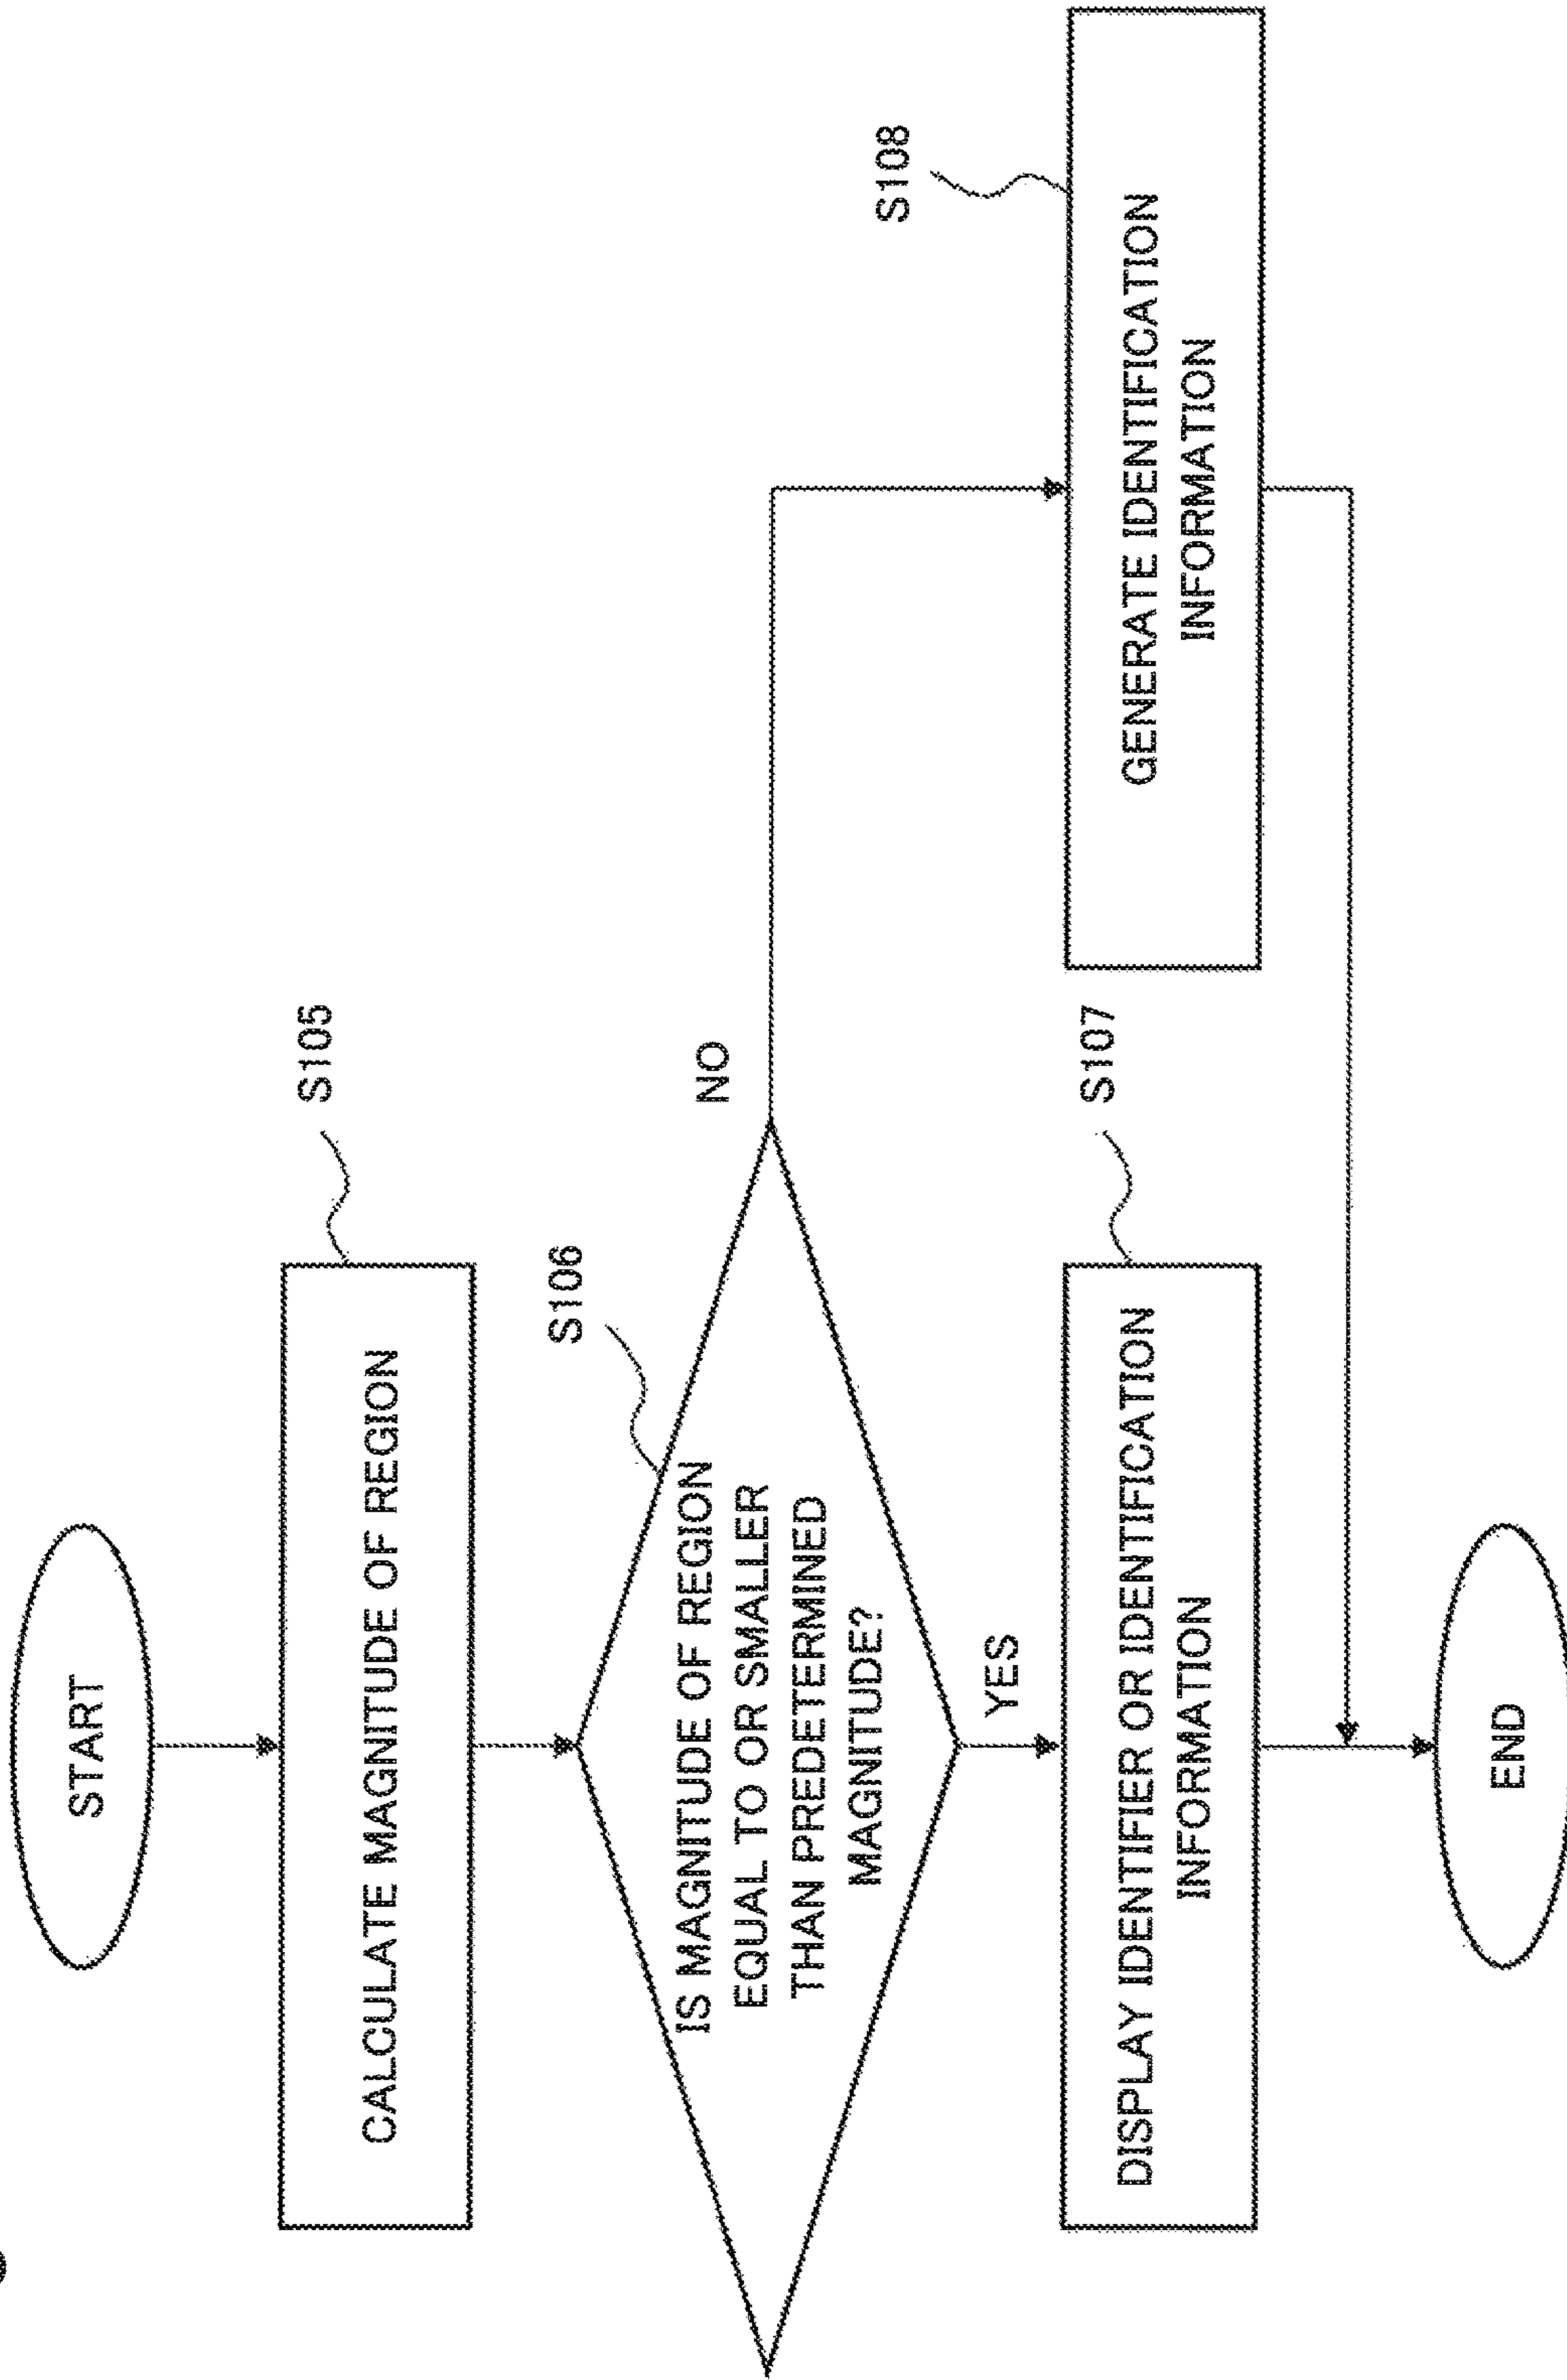 START
S105
CALCULATE MAGNITUDE OF REGION
S106
IS MAGNITUDE OF REGION
EQUAL TO OR SMALLER
THAN PREDETERMINED
MAGNITUDE?
NO
YES
S107
DISPLAY IDENTIFIER OR IDENTIFICATION
INFORMATION
S108
GENERATE IDENTIFICATION
INFORMATION
END